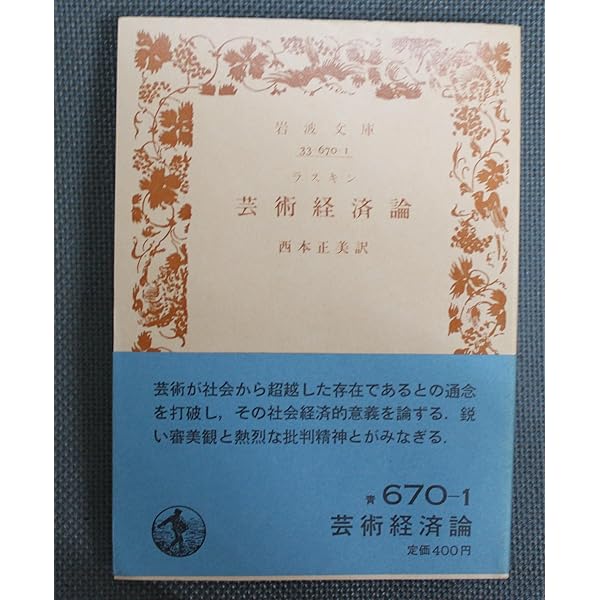 岩波文庫
33-670-1
ラスキン
芸術経済論
西本正美訳
芸術が社会から超越した存在であるとの通念
を打破し，その社会経済的意義を論ずる．鋭
い審美観と熱烈な批判精神とがみなぎる．
青 670-1
芸術経済論
定価400円